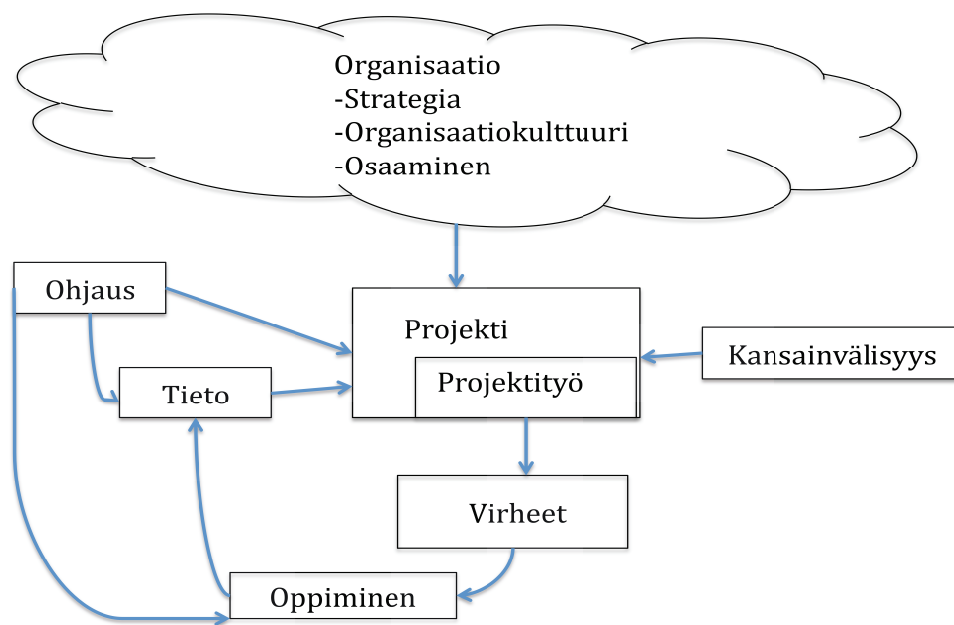 Organisaatio
-Strategia
-Organisaatiokulttuuri
-Osaaminen
Ohjaus
Projekti
Kansainvälisyys
Projektityö
Tieto
Virheet
Oppiminen